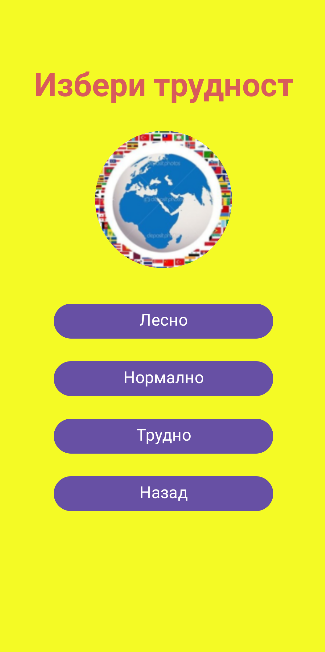 Избери трудност
Лесно
Нормално
Трудно
Назад